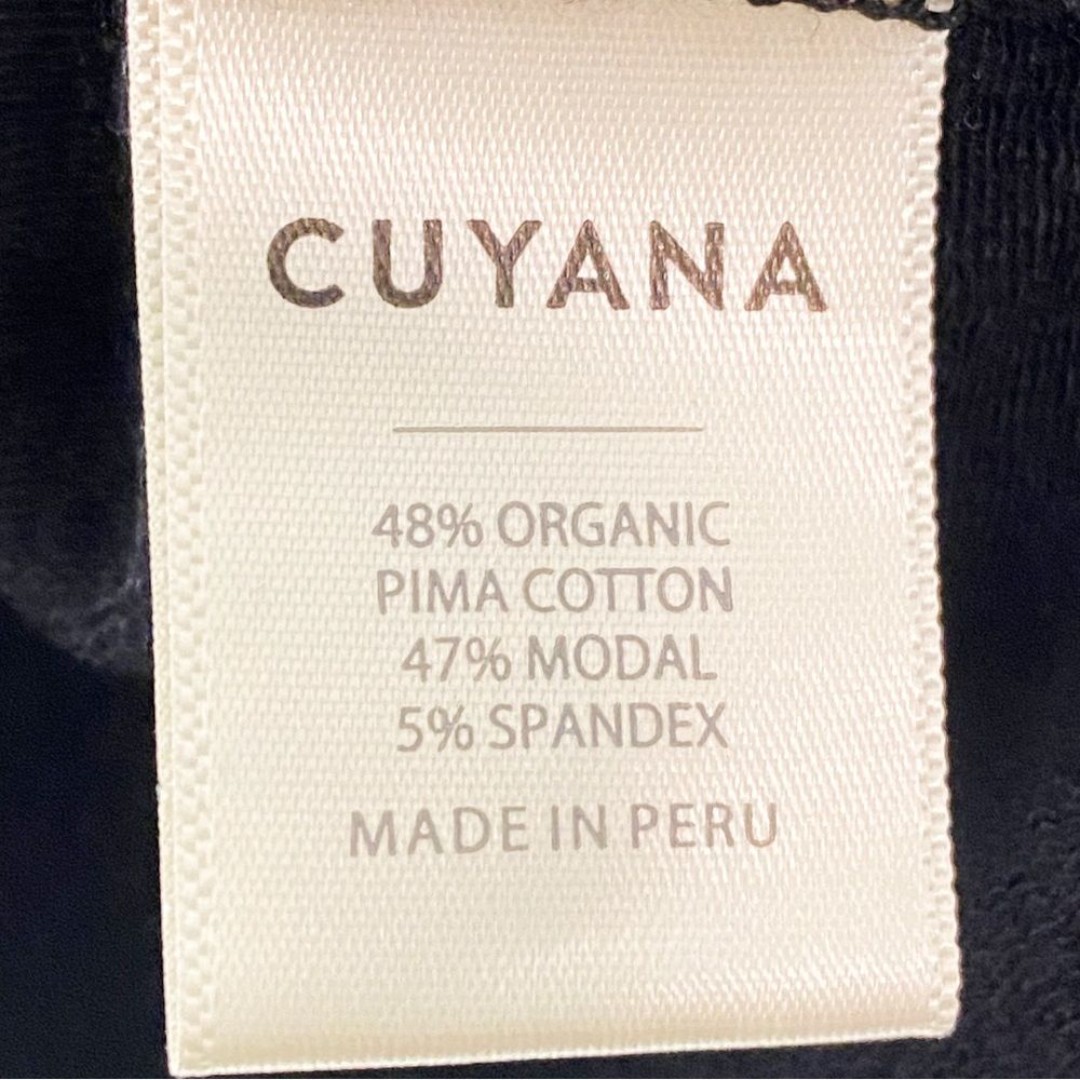 CUYANA
48% ORGANIC
PIMA COTTON
47% MODAL
5% SPANDEX
MADE IN PERU